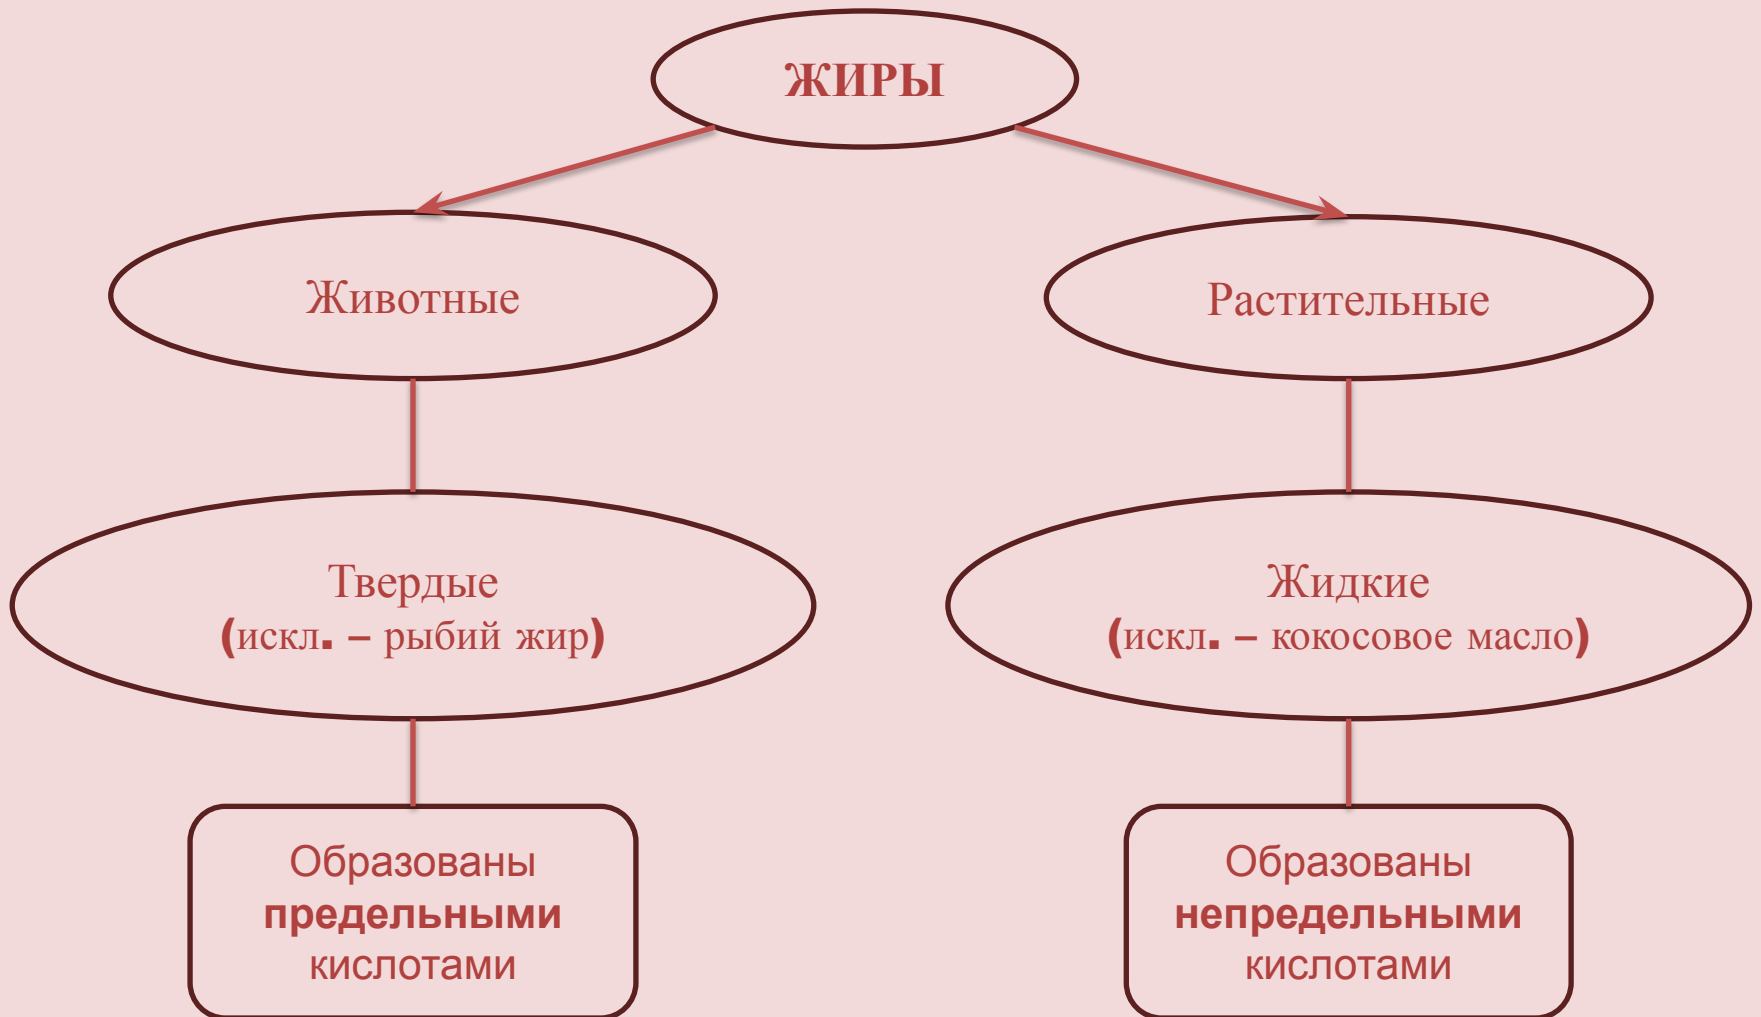 ЖИРЫ
Животные
Растительные
Твердые
(искл. – рыбий жир)
Жидкие
(искл. – кокосовое масло)
Образованы
предельными
кислотами
Образованы
непредельными
кислотами